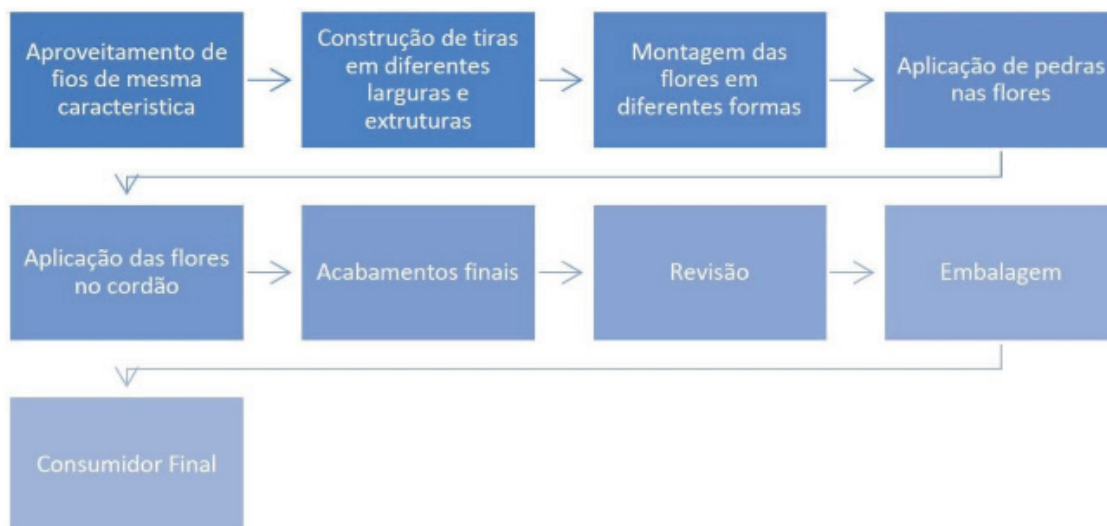 Aproveitamento de
fios de mesma
caracteristica
Construção de tiras
em diferentes
larguras e
extruturas
Montagem das
flores em
diferentes formas
Aplicação de pedras
nas flores
Aplicação das flores
no cordão
Acabamentos finais
Revisão
Embalagem
Consumidor Final